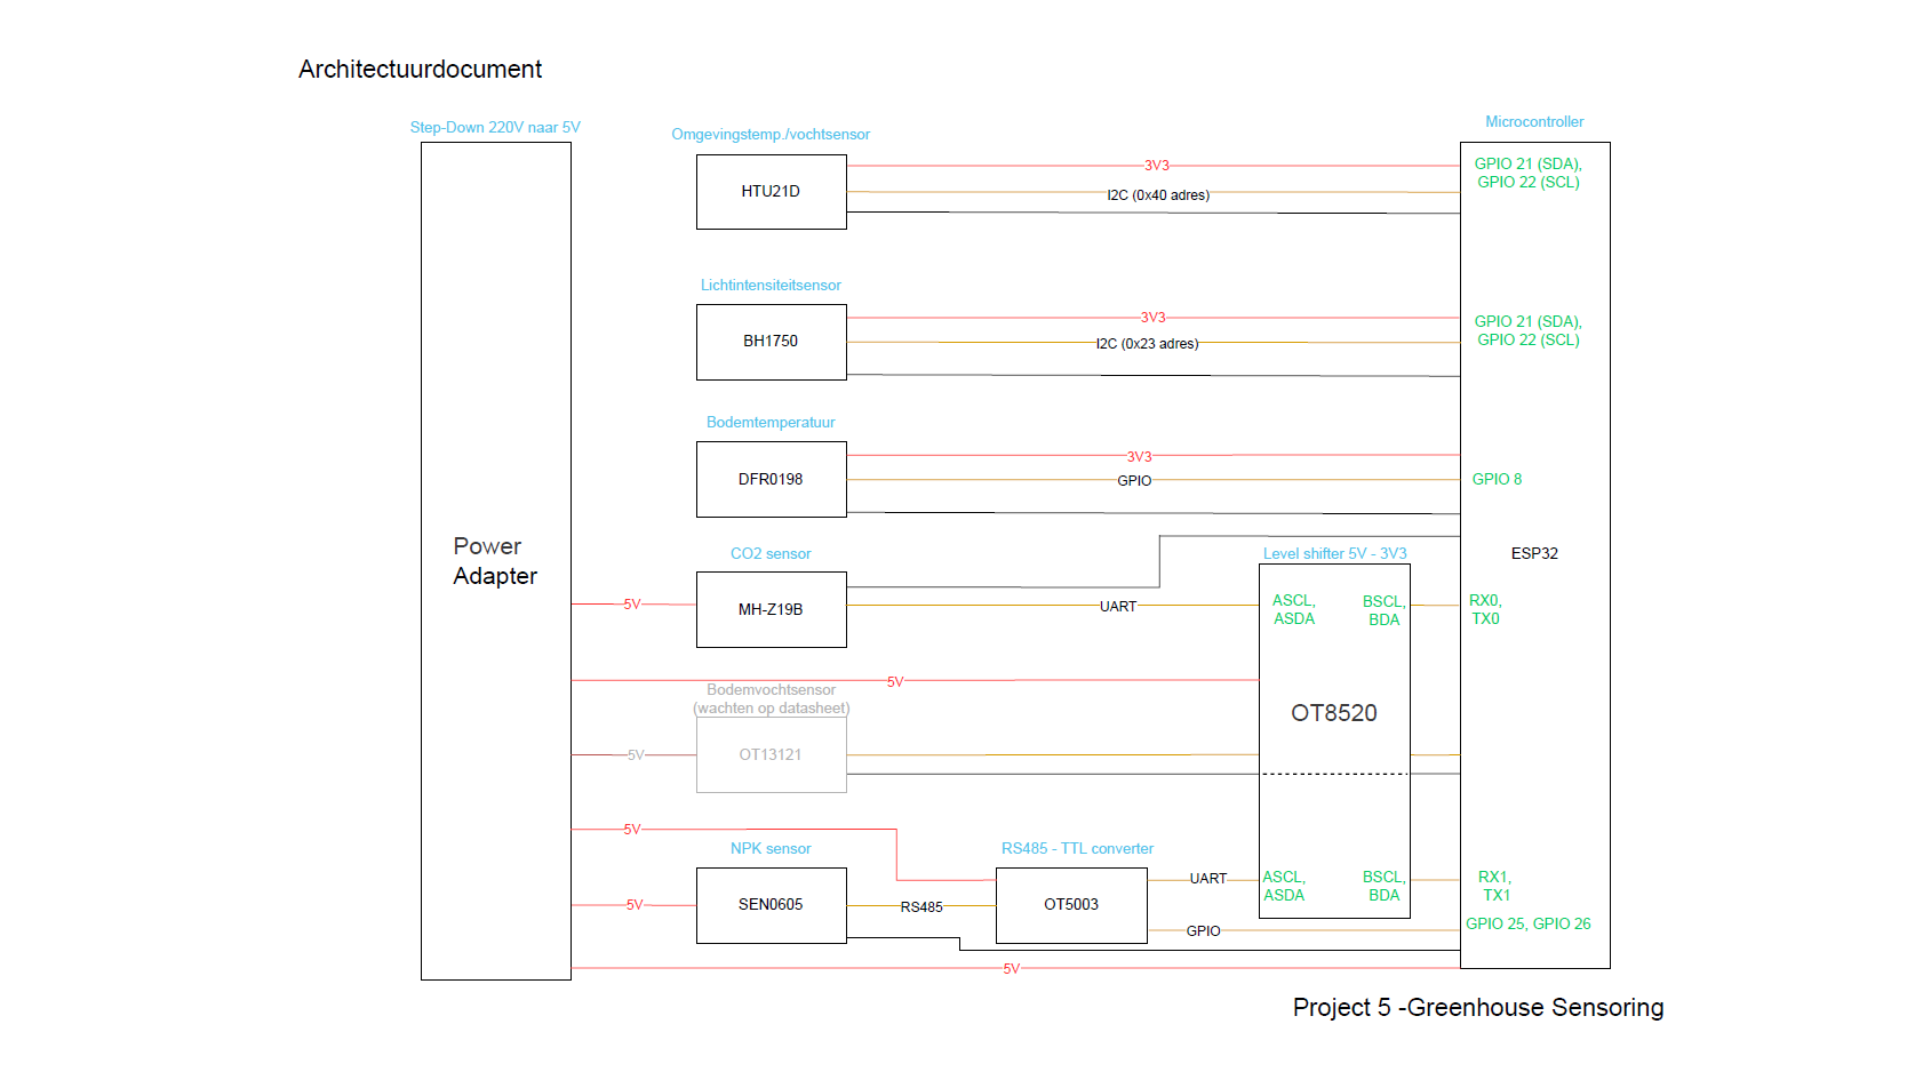 Architectuurdocument
Step-Down 220V naar 5V
Power
Adapter
Omgevingstemp./vochtsensor
HTU21D
3V3
I2C (0x40 adres)
Microcontroller
GPIO 21 (SDA),
GPIO 22 (SCL)
Lichtintensiteitsensor
BH1750
3V3
I2C (0x23 adres)
GPIO 21 (SDA),
GPIO 22 (SCL)
Bodemtemperatuur
DFR0198
3V3
GPIO
GPIO 8
CO2 sensor
5V
MH-Z19B
UART
Level shifter 5V - 3V3
ASCL,
ASDA
BSCL,
BDA
ESP32
RX0,
TX0
5V
Bodemvochtsensor
(wachten op datasheet)
5V
OT13121
OT8520
5V
NPK sensor
5V
SEN0605
RS485
RS485 - TTL converter
OT5003
UART
GPIO
ASCL,
ASDA
BSCL,
BDA
RX1,
TX1
GPIO 25, GPIO 26
5V
Project 5 -Greenhouse Sensoring